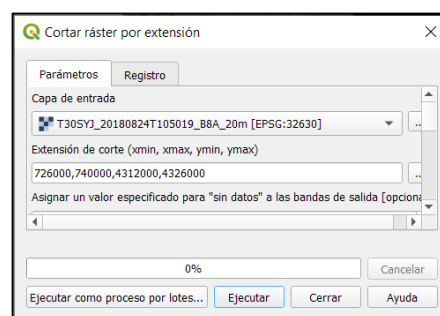 Cortar ráster por extensión
Parámetros Registro
Capa de entrada
T30SYJ_20180824T105019_B8A_20m [EPSG:32630]
Extensión de corte (xmin, xmax, ymin, ymax)
726000,740000,4312000,4326000
Asignar un valor especificado para "sin datos" a las bandas de salida [opciona
0% Cancelar
Ejecutar como proceso por lotes... Ejecutar Cerrar Ayuda